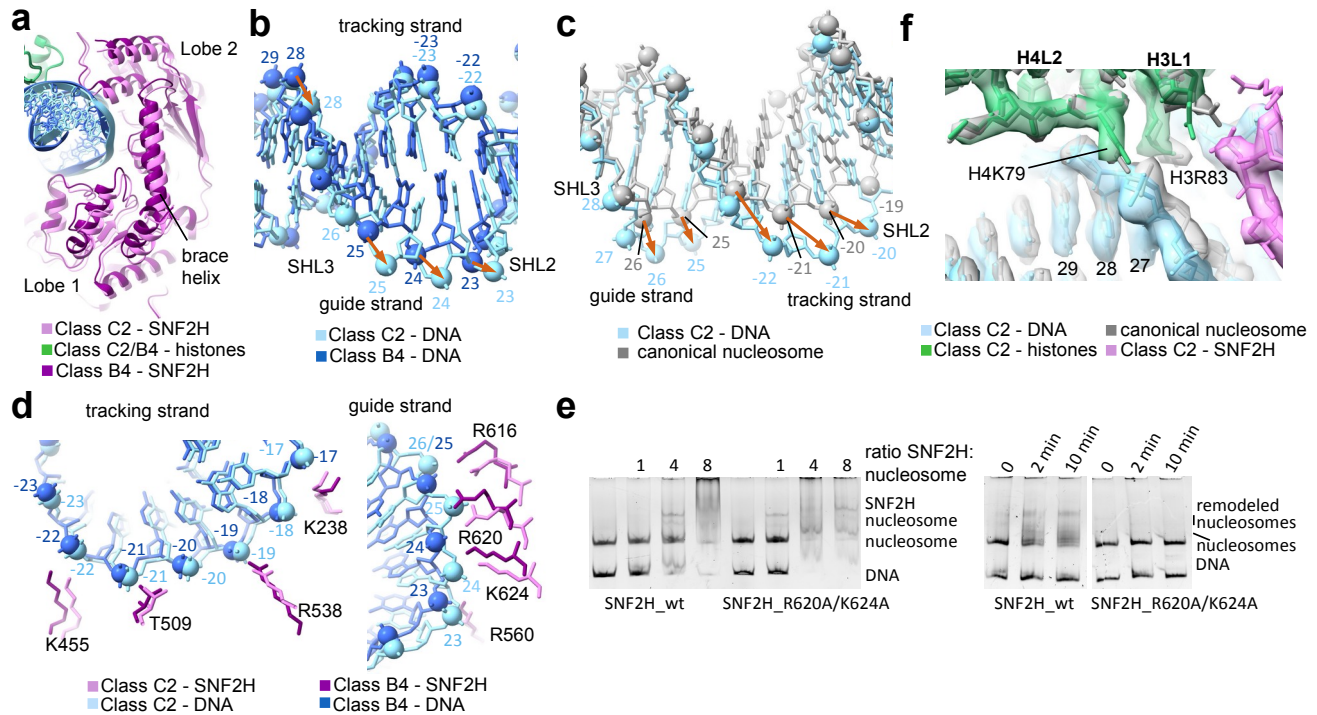 a
Lobe 2
Lobe 1
brace
helix
Class C2 - SNF2H
Class C2/B4 - histones
Class B4 - SNF2H
b
tracking strand
-23
-23
29
28
-22
-22
28
26
25
SHL3
24
23
SHL2
25
24
23
guide strand
Class C2 - DNA
Class B4 - DNA
c
SHL3
28
-19
SHL2
27
26
25
-20
-20
26
25
-22
-21
-21
guide strand
tracking strand
Class C2 - DNA
canonical nucleosome
f
H4L2
H3L1
H4K79
H3R83
29
28
27
Class C2 - DNA
canonical nucleosome
Class C2 - histones
Class C2 - SNF2H
d
tracking strand
-17
-17
-23
-23
-18
-18
K238
-22
-22
-21
-21
-20
-20
-19
-19
K455
T509
R538
guide strand
26/25
R616
25
R620
24
24
K624
23
23
R560
Class C2 - SNF2H
Class C2 - DNA
Class B4 - SNF2H
Class B4 - DNA
e
1
4
8
1
4
8
ratio SNF2H:
nucleosome
SNF2H
nucleosome
nucleosome
DNA
SNF2H_wt
SNF2H_R620A/K624A
0
2 min
10 min
0
2 min
10 min
remodeled
nucleosomes
nucleosomes
DNA
SNF2H_wt
SNF2H_R620A/K624A